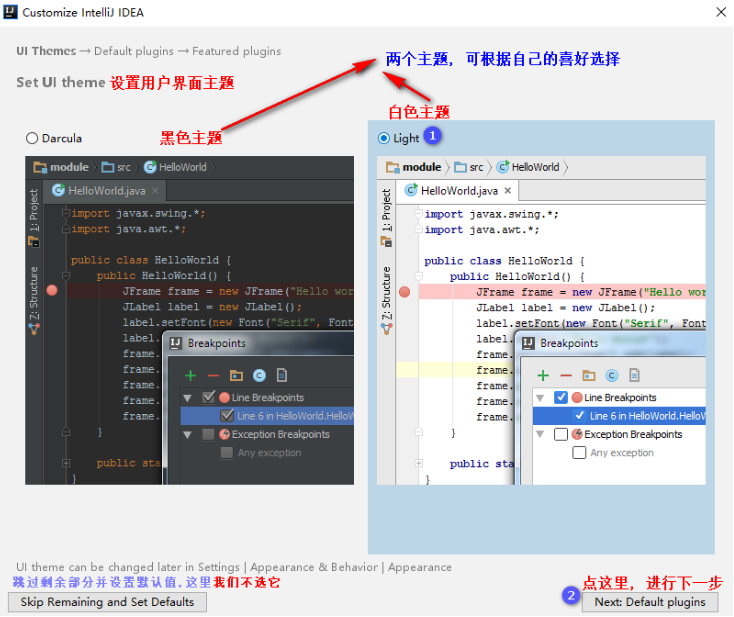 Customize IntelliJ IDEA
UI Themes → Default plugins → Featured plugins
两个主题，可根据自己的喜好选择
Set UI theme 设置用户界面主题
白色主题
黑色主题
Darcula
Light 1
module src HelloWorld
HelloWorld.java
1: Project
Z: Structure
import javax.swing.*;
import java.awt.*;
public class HelloWorld {
public HelloWorld() {
JFrame frame = new JFrame("Hello wor
JLabel label = new JLabel();
label.setFont(new Font("Serif", Font
label.
frame.
frame.
frame.
frame.
frame.
}
public sta
}
Breakpoints
Line Breakpoints
Line 6 in HelloWorld.HelloW
Exception Breakpoints
Any exception
module src HelloWorld
HelloWorld.java
1: Project
Z: Structure
import javax.swing.*;
import java.awt.*;
public class HelloWorld {
public HelloWorld() {
JFrame frame = new JFrame("Hello wor
JLabel label = new JLabel();
label.setFont(new Font("Serif", Font
label.
frame.
frame.
frame.
frame.
frame.
}
public sta
}
Breakpoints
Line Breakpoints
Line 6 in HelloWorld.HelloW
Exception Breakpoints
Any exception
UI theme can be changed later in Settings | Appearance & Behavior | Appearance
跳过剩余部分并设置默认值,这里我们不选它
点这里，进行下一步
Skip Remaining and Set Defaults
2 Next: Default plugins